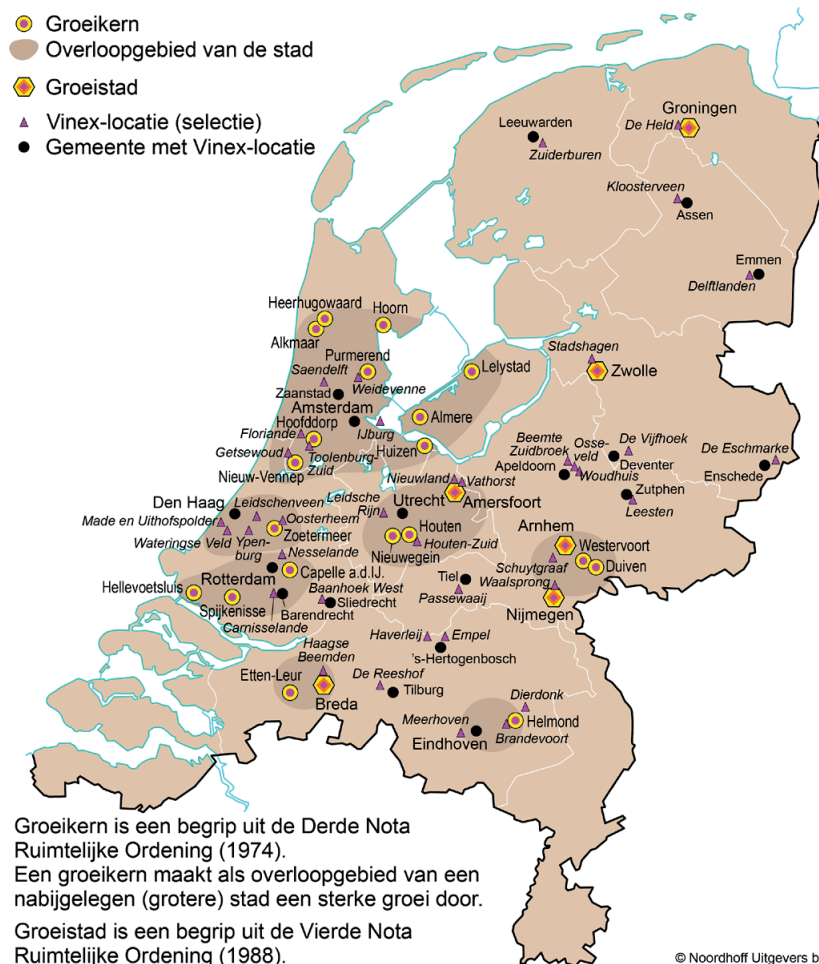 Groeikern
Overloopgebied van de stad
Groeistad
Vinex-locatie (selectie)
Gemeente met Vinex-locatie
Groningen
De Held
Leeuwarden
Zuiderburen
Kloosterveen
Assen
Emmen
Delftlanden
Heerhugowaard
Hoorn
Alkmaar
Purmerend
Saendelft
Weidevenne
Zaanstad
Lelystad
Stadshagen
Zwolle
Amsterdam
Hoofddorp
Floriande
IJburg
Almere
Huizen
Getsewoud
Toolenburg-
Zuid
Nieuw-Vennep
Beemte
Zuidbroek
Osse-
veld
De Vijfhoek
De Eschmarke
Apeldoorn
Woudhuis
Deventer
Enschede
Zutphen
Leesten
Nieuwland
Vathorst
Amersfoort
Utrecht
Leidsche
Rijn
Den Haag
Leidschenveen
Made en Uithofspolder
Oosterheem
Zoetermeer
Wateringse Veld
Ypen-
burg
Nesselande
Houten
Houten-Zuid
Nieuwegein
Arnhem
Westervoort
Duiven
Schuytgraaf
Waalsprong
Nijmegen
Hellevoetsluis
Rotterdam
Capelle a.d.IJ.
Baanhoek West
Sliedrecht
Spijkenisse
Barendrecht
Carnisselande
Tiel
Passewaaij
Haverleij
Empel
's-Hertogenbosch
Haagse
Beemden
Etten-Leur
Breda
De Reeshof
Tilburg
Dierdonk
Meerhoven
Helmond
Eindhoven
Brandevoort
Groeikern is een begrip uit de Derde Nota
Ruimtelijke Ordening (1974).
Een groeikern maakt als overloopgebied van een
nabijgelegen (grotere) stad een sterke groei door.
Groeistad is een begrip uit de Vierde Nota
Ruimtelijke Ordening (1988).
© Noordhoff Uitgevers b